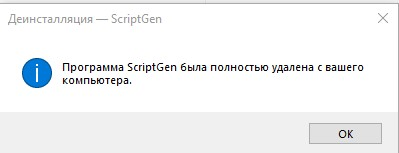 Деинсталляция — ScriptGen
Программа ScriptGen была полностью удалена с вашего
компьютера.
OK